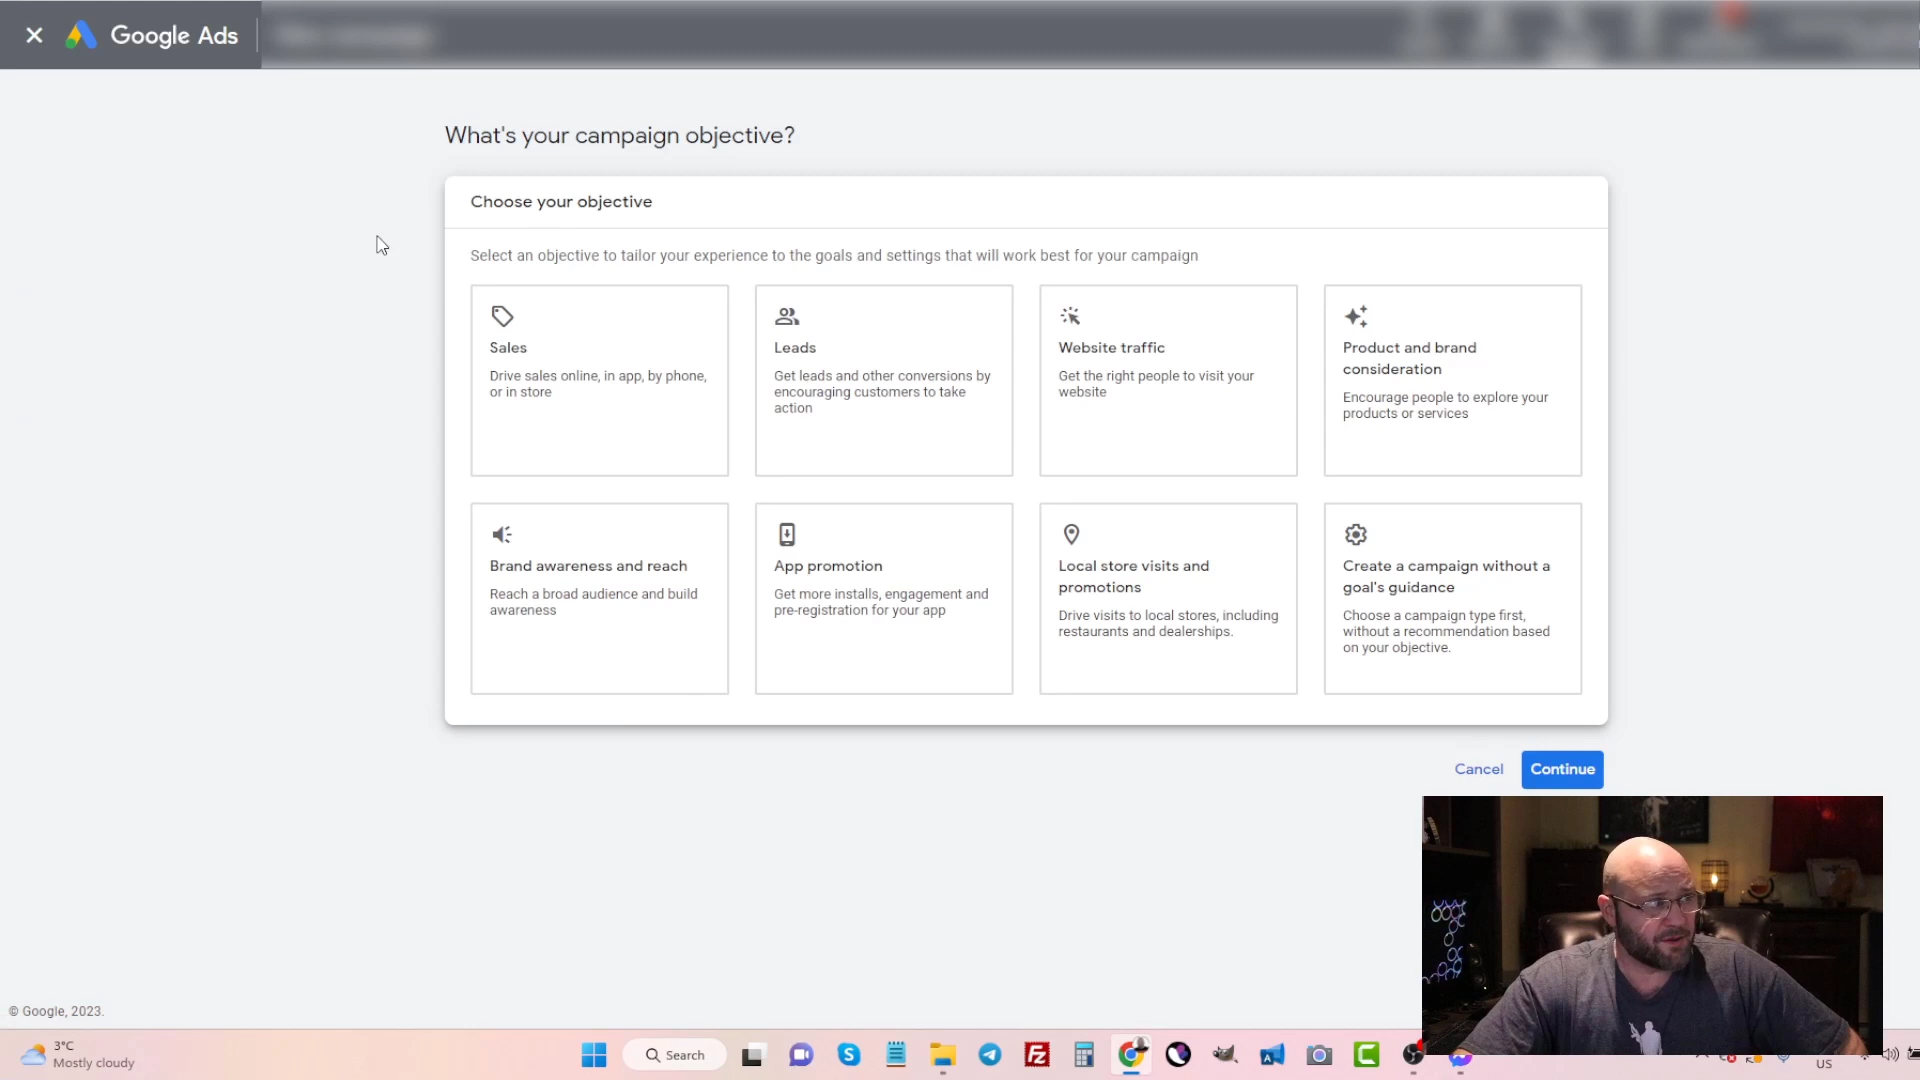 Google Ads
What's your campaign objective?
Choose your objective
Select an objective to tailor your experience to the goals and settings that will work best for your campaign
Sales
Drive sales online, in app, by phone,
or in store
Leads
Get leads and other conversions by
encouraging customers to take
action
Website traffic
Get the right people to visit your
website
Product and brand
consideration
Encourage people to explore your
products or services
Brand awareness and reach
Reach a broad audience and build
awareness
App promotion
Get more installs, engagement and
pre-registration for your app
Local store visits and
promotions
Drive visits to local stores, including
restaurants and dealerships.
Create a campaign without a
goal's guidance
Choose a campaign type first,
without a recommendation based
on your objective.
Cancel
Continue
© Google, 2023.
3°C
Mostly cloudy
Search
Fz
US